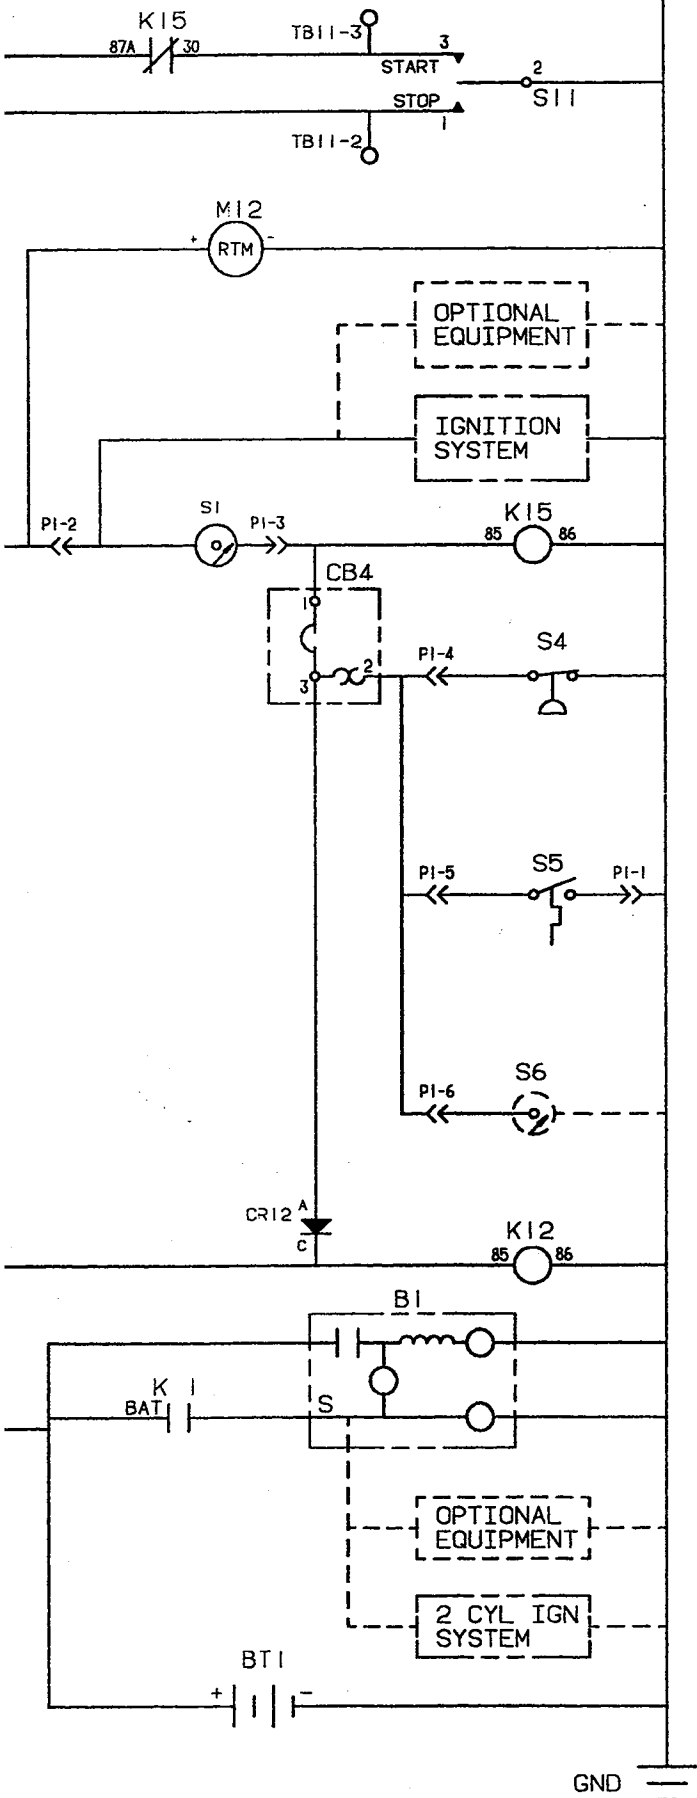 K15
87A 30
TB11-3
3
START
2
S11
STOP
1
TB11-2
M12
+ RTM -
OPTIONAL
EQUIPMENT
IGNITION
SYSTEM
S1
P1-2
P1-3
K15
85 86
CB4
1
S4
P1-4
2
3
S5
P1-5
P1-1
S6
P1-6
CR12 A
C
K12
85 86
B1
K 1
BAT
S
OPTIONAL
EQUIPMENT
2 CYL IGN
SYSTEM
BT1
+ -
GND